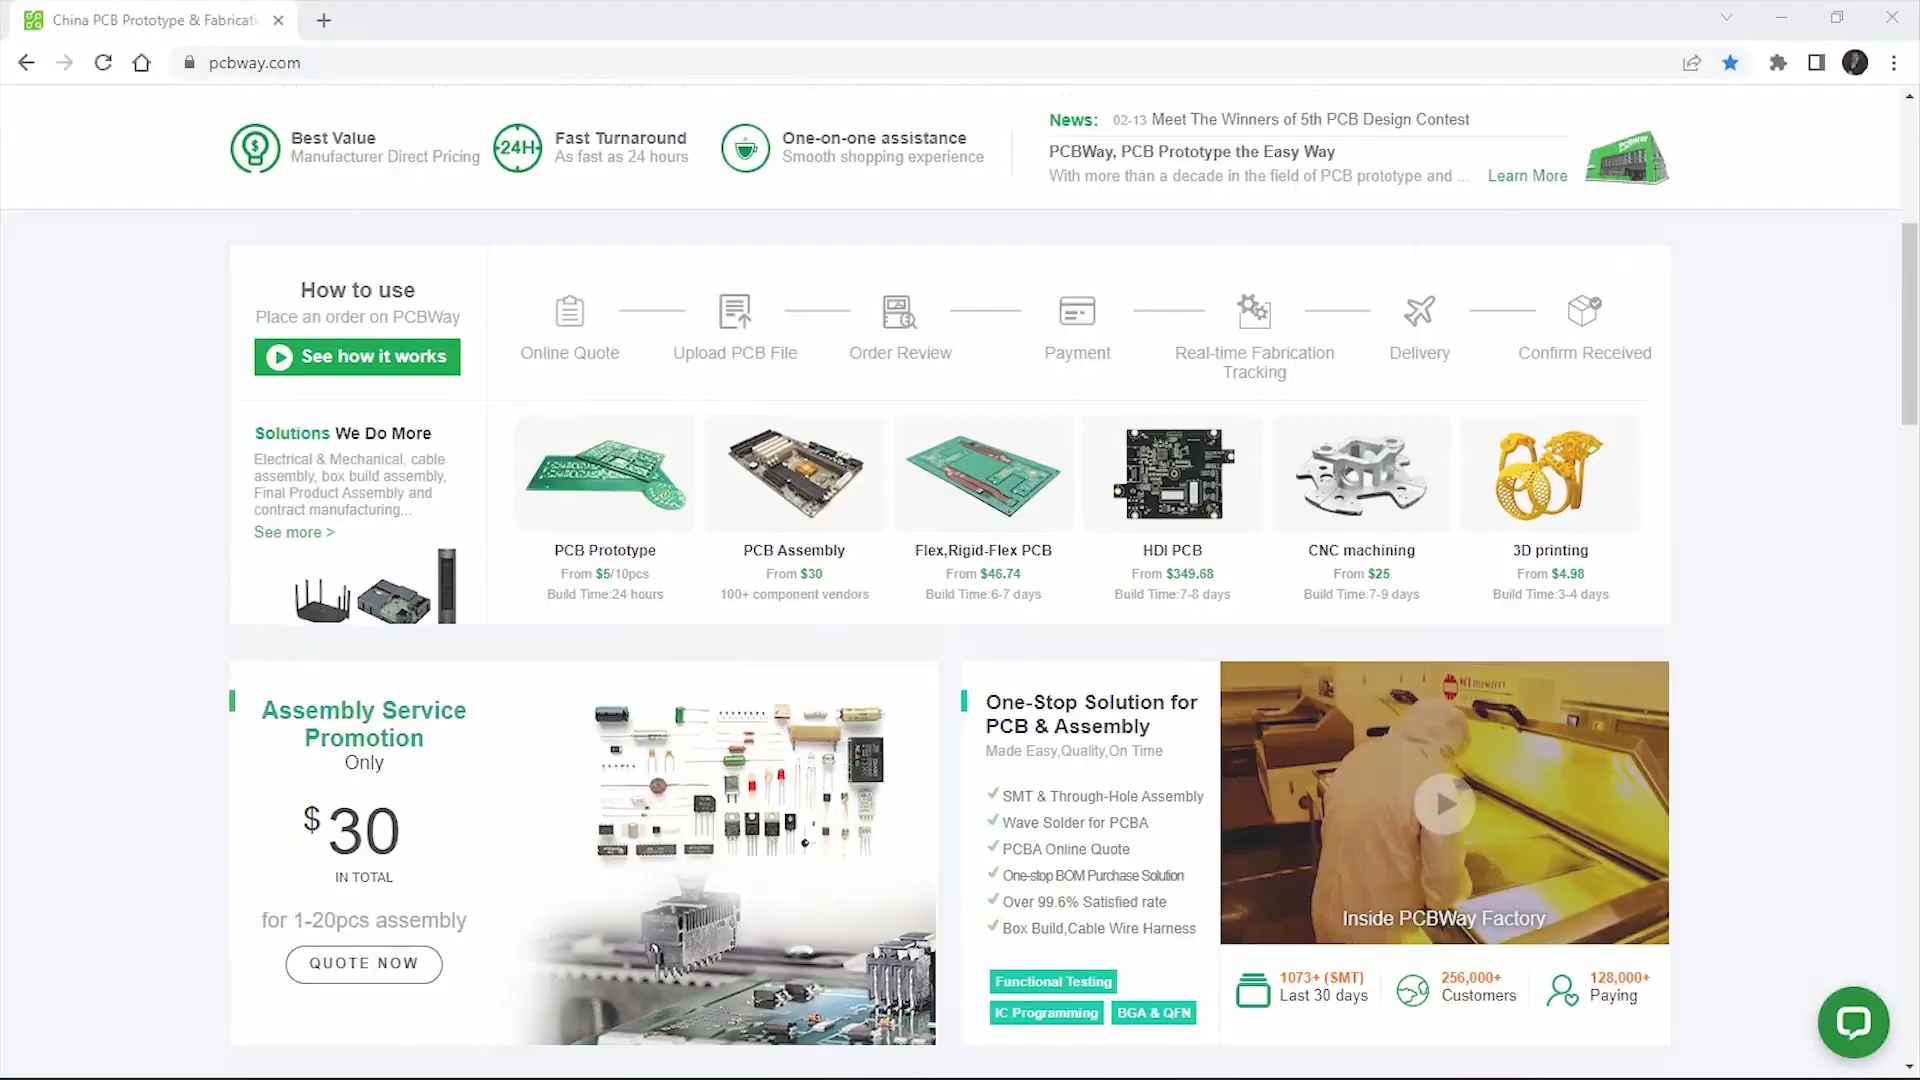 China PCB Prototype & Fabricati
pcbway.com
Best Value
Manufacturer Direct Pricing
24H
Fast Turnaround
As fast as 24 hours
One-on-one assistance
Smooth shopping experience
News: 02-13 Meet The Winners of 5th PCB Design Contest
PCBWay, PCB Prototype the Easy Way
With more than a decade in the field of PCB prototype and ... Learn More
How to use
Place an order on PCBWay
See how it works
Online Quote
Upload PCB File
Order Review
Payment
Real-time Fabrication
Tracking
Delivery
Confirm Received
Solutions We Do More
Electrical & Mechanical, cable
assembly, box build assembly,
Final Product Assembly and
contract manufacturing...
See more >
PCB Prototype
From $5/10pcs
Build Time:24 hours
PCB Assembly
From $30
100+ component vendors
Flex,Rigid-Flex PCB
From $46.74
Build Time:6-7 days
HDI PCB
From $349.68
Build Time:7-8 days
CNC machining
From $25
Build Time:7-9 days
3D printing
From $4.98
Build Time:3-4 days
Assembly Service
Promotion
Only
$30
IN TOTAL
for 1-20pcs assembly
QUOTE NOW
One-Stop Solution for
PCB & Assembly
Made Easy,Quality,On Time
SMT & Through-Hole Assembly
Wave Solder for PCBA
PCBA Online Quote
One-stop BOM Purchase Solution
Over 99.6% Satisfied rate
Box Build,Cable Wire Harness
Functional Testing
IC Programming
BGA & QFN
Inside PCBWay Factory
1073+ (SMT)
Last 30 days
256,000+
Customers
128,000+
Paying